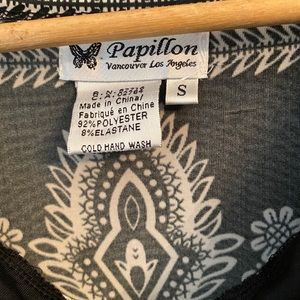 Papillon
Vancouver Los Angeles
S
Made in China/
Fabriqué en Chine
92%POLYESTER
8%ELASTANE
COLD HAND WASH